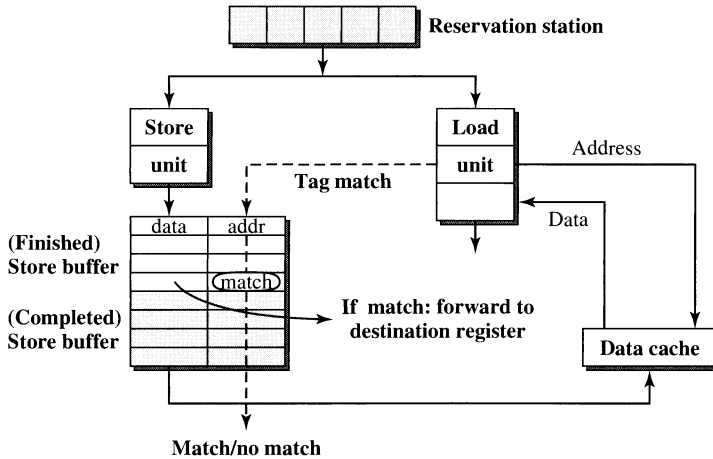 Reservation station
Store
unit
Load
unit
Address
Tag match
Data
data addr
(Finished)
Store buffer
match
(Completed)
Store buffer
If match: forward to
destination register
Data cache
Match/no match